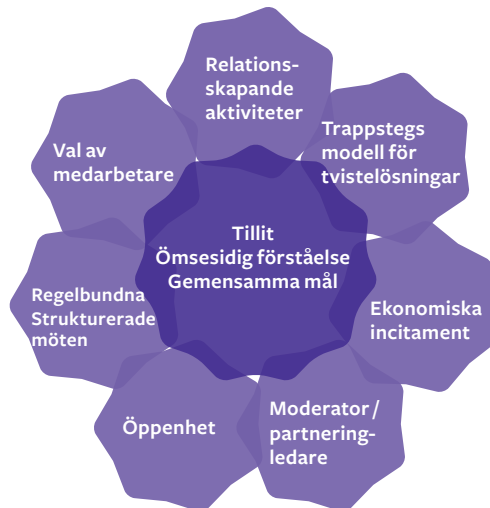 Relations-
skapande
aktiviteter
Trappstegs
modell för
tvistelösningar
Ekonomiska
incitament
Moderator /
partnering-
ledare
Öppenhet
Regelbundna
Strukturerade
möten
Val av
medarbetare
Tillit
Ömsesidig förståelse
Gemensamma mål